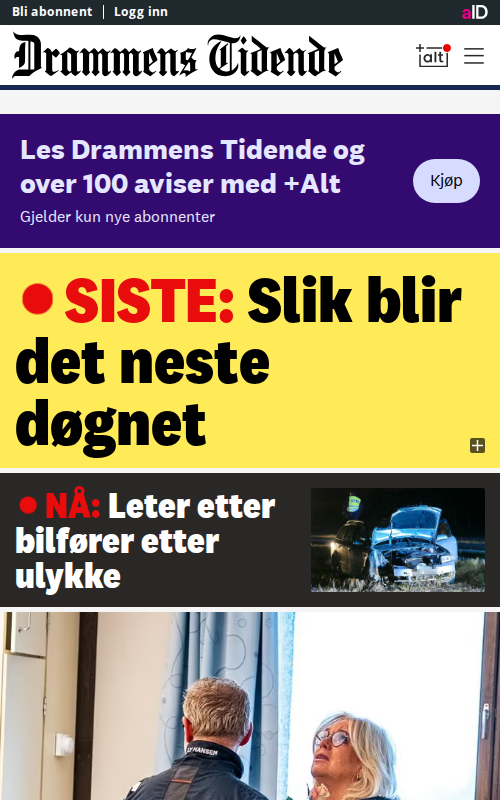 Bli abonnent | Logg inn
aID
Drammens Tidende
+alt
Les Drammens Tidende og
over 100 aviser med +Alt
Gjelder kun nye abonnenter
Kjøp
SISTE: Slik blir
det neste
døgnet
NÅ: Leter etter
bilfører etter
ulykke